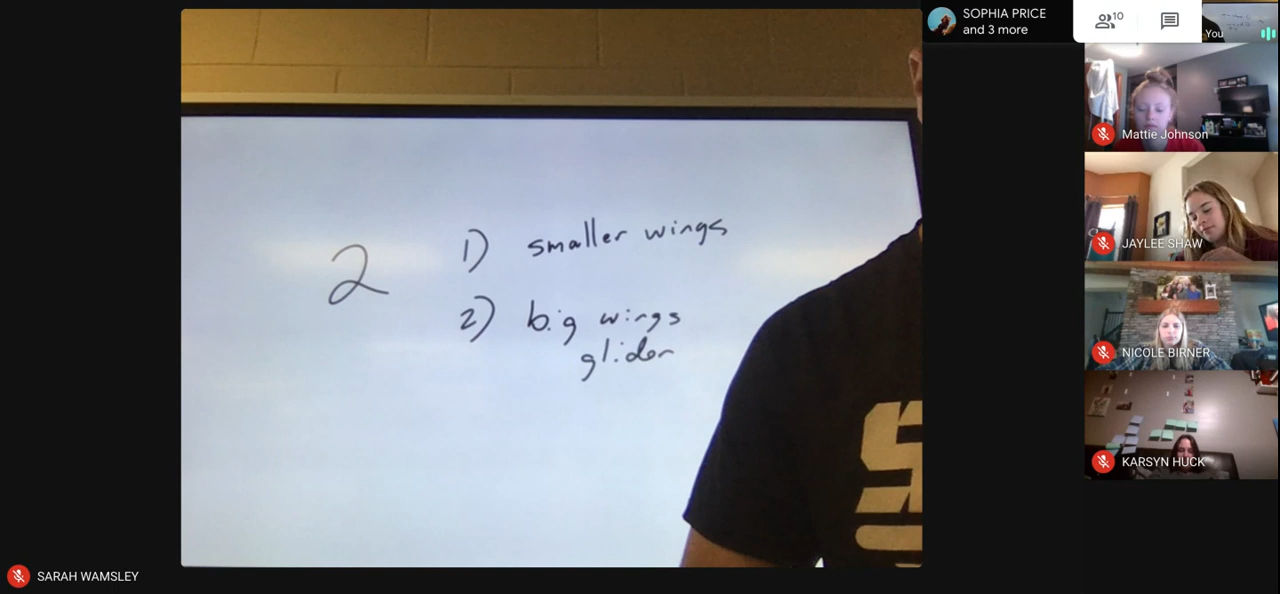 SOPHIA PRICE
and 3 more
10
You
Mattie Johnson
JAYLEE SHAW
NICOLE BIRNER
KARSYN HUCK
2
1) smaller wings
2) big wings
glider
SARAH WAMSLEY